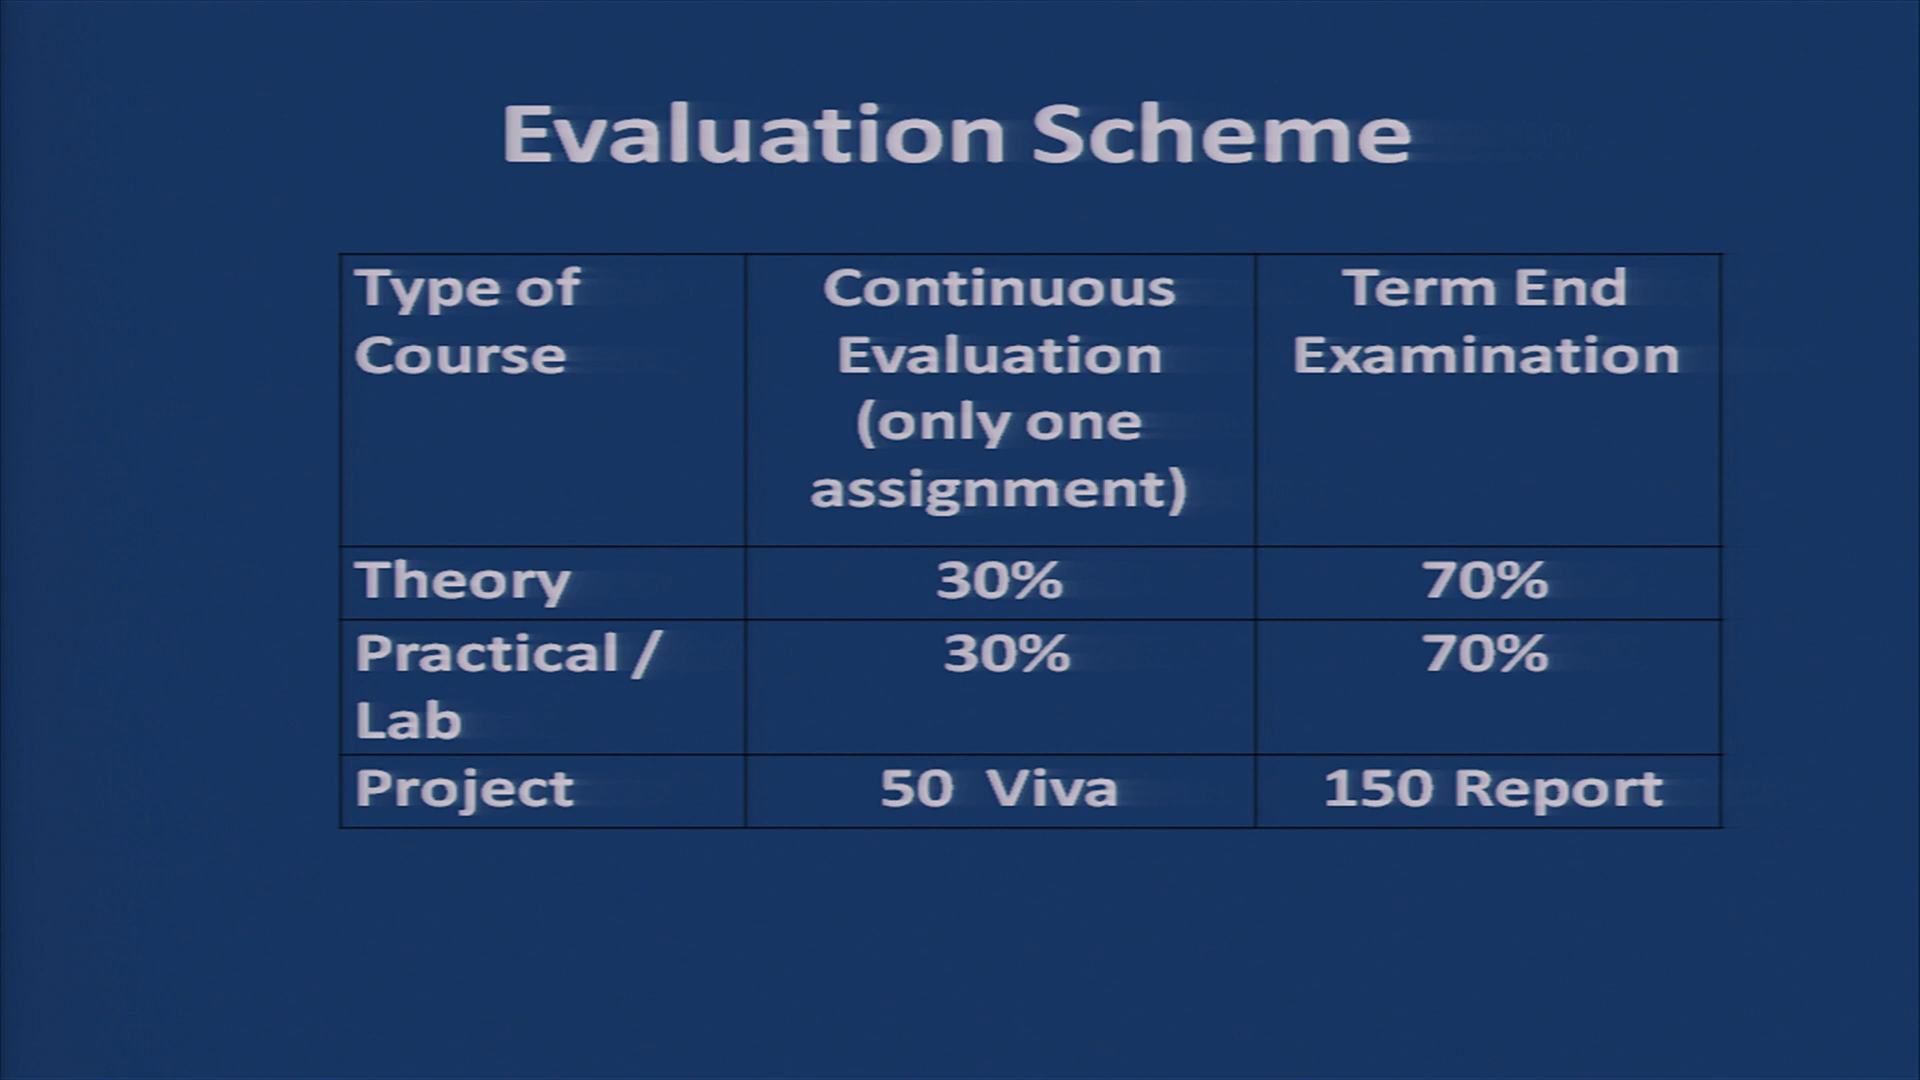 Evaluation Scheme
Type of
Course
Continuous
Evaluation
(only one
assignment)
Term End
Examination
Theory
30%
70%
Practical /
Lab
30%
70%
Project
50 Viva
150 Report